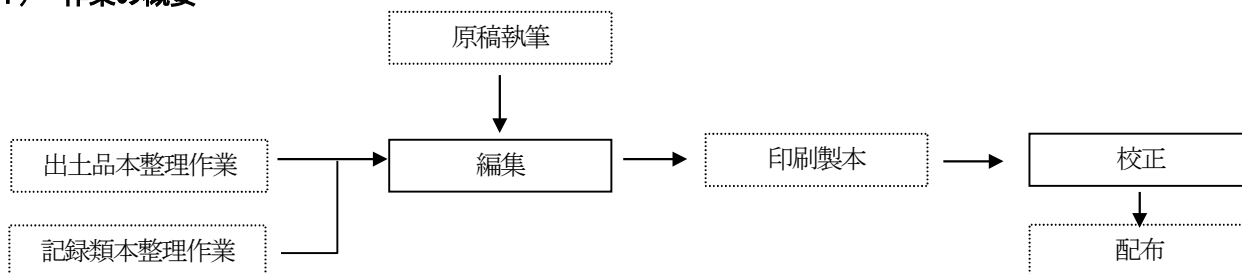 作業の概要
原稿執筆
出土品本整理作業
編集
印刷製本
校正
記録類本整理作業
配布